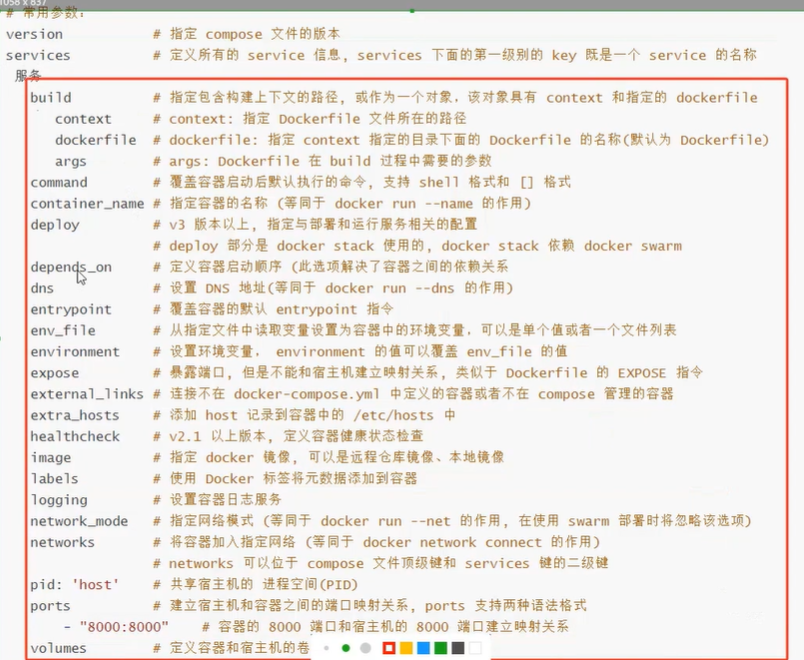 1058 x 837
# 常用参数:
version # 指定 compose 文件的版本
services # 定义所有的 service 信息, services 下面的第一级别的 key 既是一个 service 的名称
服务
build # 指定包含构建上下文的路径, 或作为一个对象，该对象具有 context 和指定的 dockerfile
context # context: 指定 Dockerfile 文件所在的路径
dockerfile # dockerfile: 指定 context 指定的目录下面的 Dockerfile 的名称(默认为 Dockerfile)
args # args: Dockerfile 在 build 过程中需要的参数
command # 覆盖容器启动后默认执行的命令, 支持 shell 格式和 [] 格式
container_name # 指定容器的名称 (等同于 docker run --name 的作用)
deploy # v3 版本以上, 指定与部署和运行服务相关的配置
# deploy 部分是 docker stack 使用的, docker stack 依赖 docker swarm
depends_on # 定义容器启动顺序 (此选项解决了容器之间的依赖关系
dns # 设置 DNS 地址(等同于 docker run --dns 的作用)
entrypoint # 覆盖容器的默认 entrypoint 指令
env_file # 从指定文件中读取变量设置为容器中的环境变量, 可以是单个值或者一个文件列表
environment # 设置环境变量, environment 的值可以覆盖 env_file 的值
expose # 暴露端口, 但是不能和宿主机建立映射关系, 类似于 Dockerfile 的 EXPOSE 指令
external_links # 连接不在 docker-compose.yml 中定义的容器或者不在 compose 管理的容器
extra_hosts # 添加 host 记录到容器中的 /etc/hosts 中
healthcheck # v2.1 以上版本, 定义容器健康状态检查
image # 指定 docker 镜像, 可以是远程仓库镜像、本地镜像
labels # 使用 Docker 标签将元数据添加到容器
logging # 设置容器日志服务
network_mode # 指定网络模式 (等同于 docker run --net 的作用, 在使用 swarm 部署时将忽略该选项)
networks # 将容器加入指定网络 (等同于 docker network connect 的作用)
# networks 可以位于 compose 文件顶级键和 services 键的二级键
pid: 'host' # 共享宿主机的 进程空间(PID)
ports # 建立宿主机和容器之间的端口映射关系, ports 支持两种语法格式
- "8000:8000" # 容器的 8000 端口和宿主机的 8000 端口建立映射关系
volumes # 定义容器和宿主机的卷